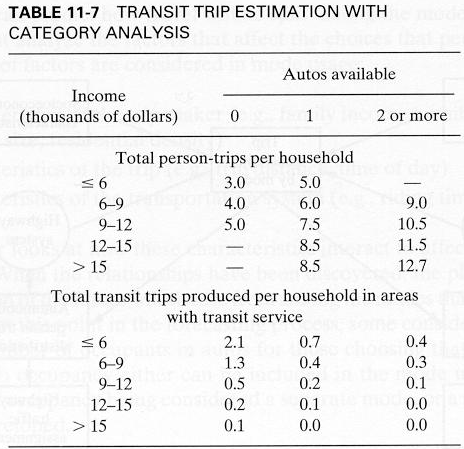 TABLE 11-7 TRANSIT TRIP ESTIMATION WITH
CATEGORY ANALYSIS
Autos available
Income
(thousands of dollars) 0 1 2 or more
Total person-trips per household
≤ 6 3.0 5.0 —
6–9 4.0 6.0 9.0
9–12 5.0 7.5 10.5
12–15 — 8.5 11.5
> 15 — 8.5 12.7
Total transit trips produced per household in areas
with transit service
≤ 6 2.1 0.7 0.4
6–9 1.3 0.4 0.3
9–12 0.5 0.2 0.1
12–15 0.2 0.1 0.0
> 15 0.1 0.0 0.0